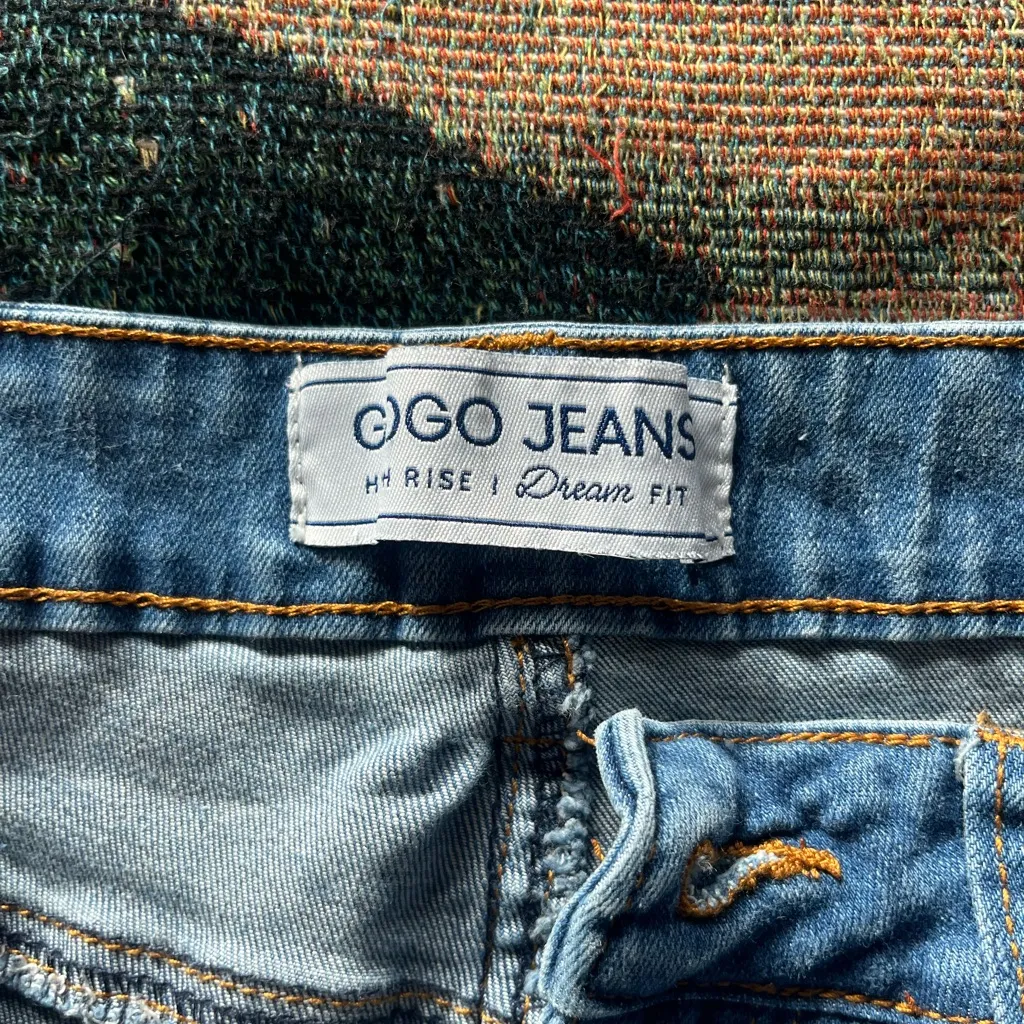 GOGO JEANS
RISE | Dream FIT